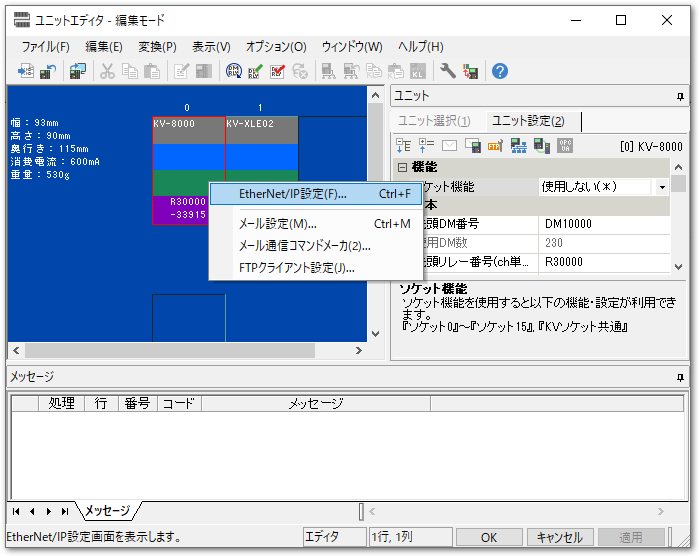 ユニットエディタ - 編集モード
ファイル(F) 編集(E) 変換(P) 表示(V) オプション(O) ウィンドウ(W) ヘルプ(H)
幅：93mm
高さ：90mm
奥行き：115mm
消費電流：600mA
重量：530g
0 1
KV-8000 KV-XLE02
R30000
-33915
EtherNet/IP設定(F)... Ctrl+F
メール設定(M)... Ctrl+M
メール通信コマンドメーカ(2)...
FTPクライアント設定(J)...
ユニット
ユニット選択(1) ユニット設定(2)
[0] KV-8000
機能
ケット機能 使用しない(＊)
本
頭DM番号 DM10000
使用DM数 230
頭リレー番号(ch単... R30000
ソケット機能
ソケット機能を使用すると以下の機能・設定が利用できます。
『ソケット0』～『ソケット15』,『KVソケット共通』
メッセージ
処理 行 番号 コード メッセージ
メッセージ
EtherNet/IP設定画面を表示します。 エディタ 1行, 1列 OK キャンセル 適用